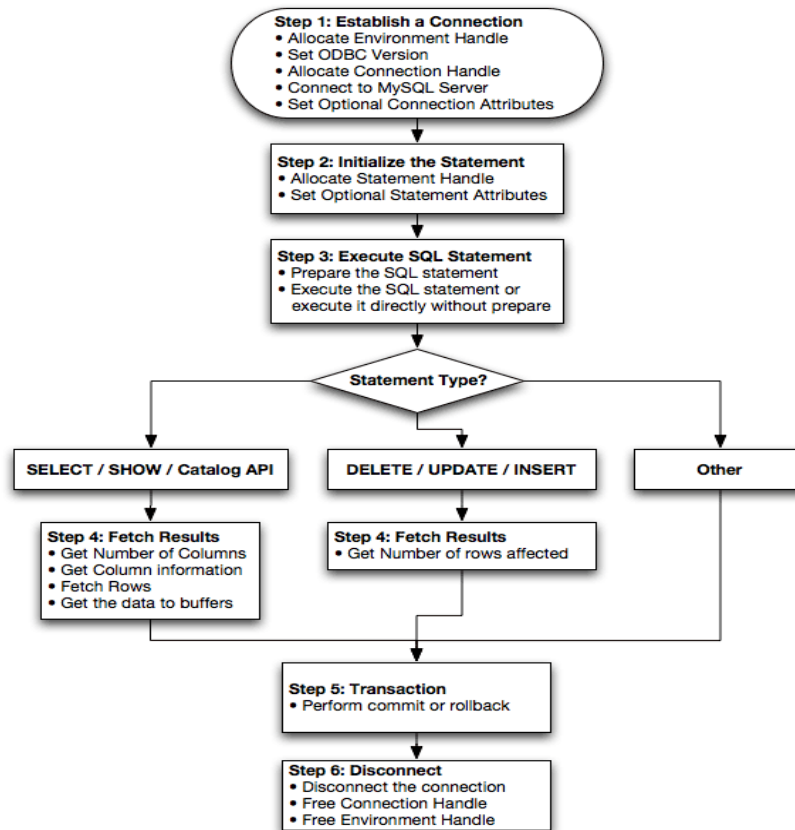 Step 1: Establish a Connection
• Allocate Environment Handle
• Set ODBC Version
• Allocate Connection Handle
• Connect to MySQL Server
• Set Optional Connection Attributes
Step 2: Initialize the Statement
• Allocate Statement Handle
• Set Optional Statement Attributes
Step 3: Execute SQL Statement
• Prepare the SQL statement
• Execute the SQL statement or
execute it directly without prepare
Statement Type?
SELECT / SHOW / Catalog API
DELETE / UPDATE / INSERT
Other
Step 4: Fetch Results
• Get Number of Columns
• Get Column information
• Fetch Rows
• Get the data to buffers
Step 4: Fetch Results
• Get Number of rows affected
Step 5: Transaction
• Perform commit or rollback
Step 6: Disconnect
• Disconnect the connection
• Free Connection Handle
• Free Environment Handle